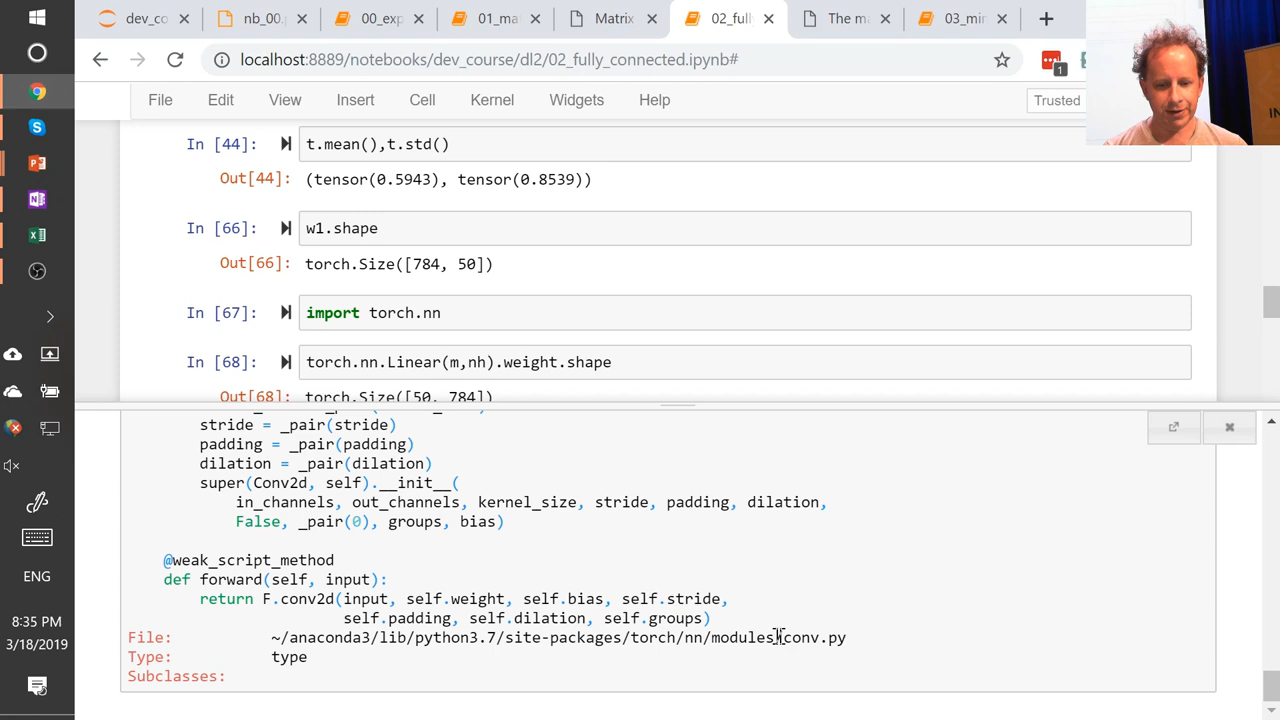 dev_co
nb_00.
00_exp
01_ma
Matrix
02_fully
The ma
03_min
localhost:8889/notebooks/dev_course/dl2/02_fully_connected.ipynb#
1
File Edit View Insert Cell Kernel Widgets Help
Trusted
IN
In [44]: t.mean(),t.std()
Out[44]: (tensor(0.5943), tensor(0.8539))
In [66]: w1.shape
Out[66]: torch.Size([784, 50])
In [67]: import torch.nn
In [68]: torch.nn.Linear(m,nh).weight.shape
Out[68]: torch.Size([50, 784])
stride = _pair(stride)
padding = _pair(padding)
dilation = _pair(dilation)
super(Conv2d, self).__init__(
in_channels, out_channels, kernel_size, stride, padding, dilation,
False, _pair(0), groups, bias)
@weak_script_method
def forward(self, input):
return F.conv2d(input, self.weight, self.bias, self.stride,
self.padding, self.dilation, self.groups)
File: ~/anaconda3/lib/python3.7/site-packages/torch/nn/modules/conv.py
Type: type
Subclasses:
ENG
8:35 PM
3/18/2019